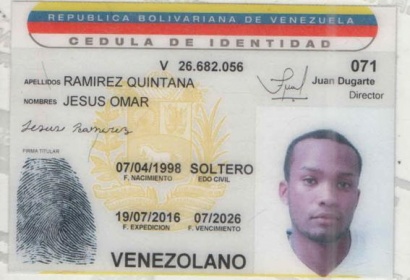 REPUBLICA BOLIVARIANA DE VENEZUELA
CEDULA DE IDENTIDAD
V 26.682.056 071
APELLIDOS RAMIREZ QUINTANA
Juan Dugarte
Director
NOMBRES JESUS OMAR
Jesus Ramirez
FIRMA TITULAR
07/04/1998 SOLTERO
F. NACIMIENTO EDO CIVIL
19/07/2016 07/2026
F. EXPEDICION F. VENCIMIENTO
VENEZOLANO